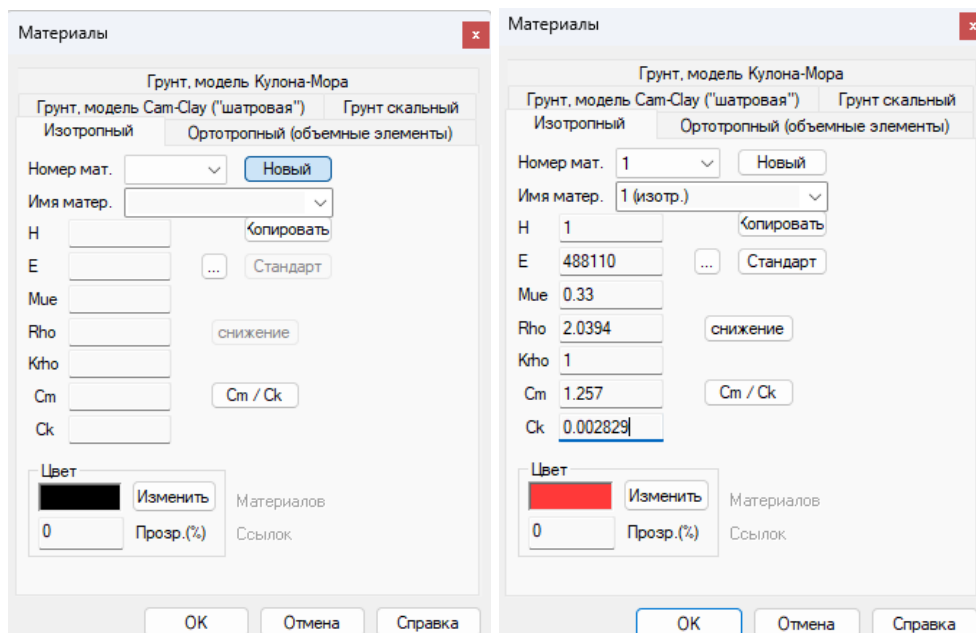 Материалы
x
Грунт, модель Кулона-Мора
Грунт, модель Cam-Clay ("шатровая")
Грунт скальный
Изотропный
Ортотропный (объемные элементы)
Номер мат.
Новый
Имя матер.
H
Копировать
E
...
Стандарт
Mue
Rho
снижение
Krho
Cm
Cm / Ck
Ck
Цвет
Изменить
Материалов
0
Прозр.(%)
Ссылок
OK
Отмена
Справка
Материалы
x
Грунт, модель Кулона-Мора
Грунт, модель Cam-Clay ("шатровая")
Грунт скальный
Изотропный
Ортотропный (объемные элементы)
Номер мат. 1
Новый
Имя матер. 1 (изотр.)
H 1
Копировать
E 488110
...
Стандарт
Mue 0.33
Rho 2.0394
снижение
Krho 1
Cm 1.257
Cm / Ck
Ck 0.002829
Цвет
Изменить
Материалов
0
Прозр.(%)
Ссылок
OK
Отмена
Справка